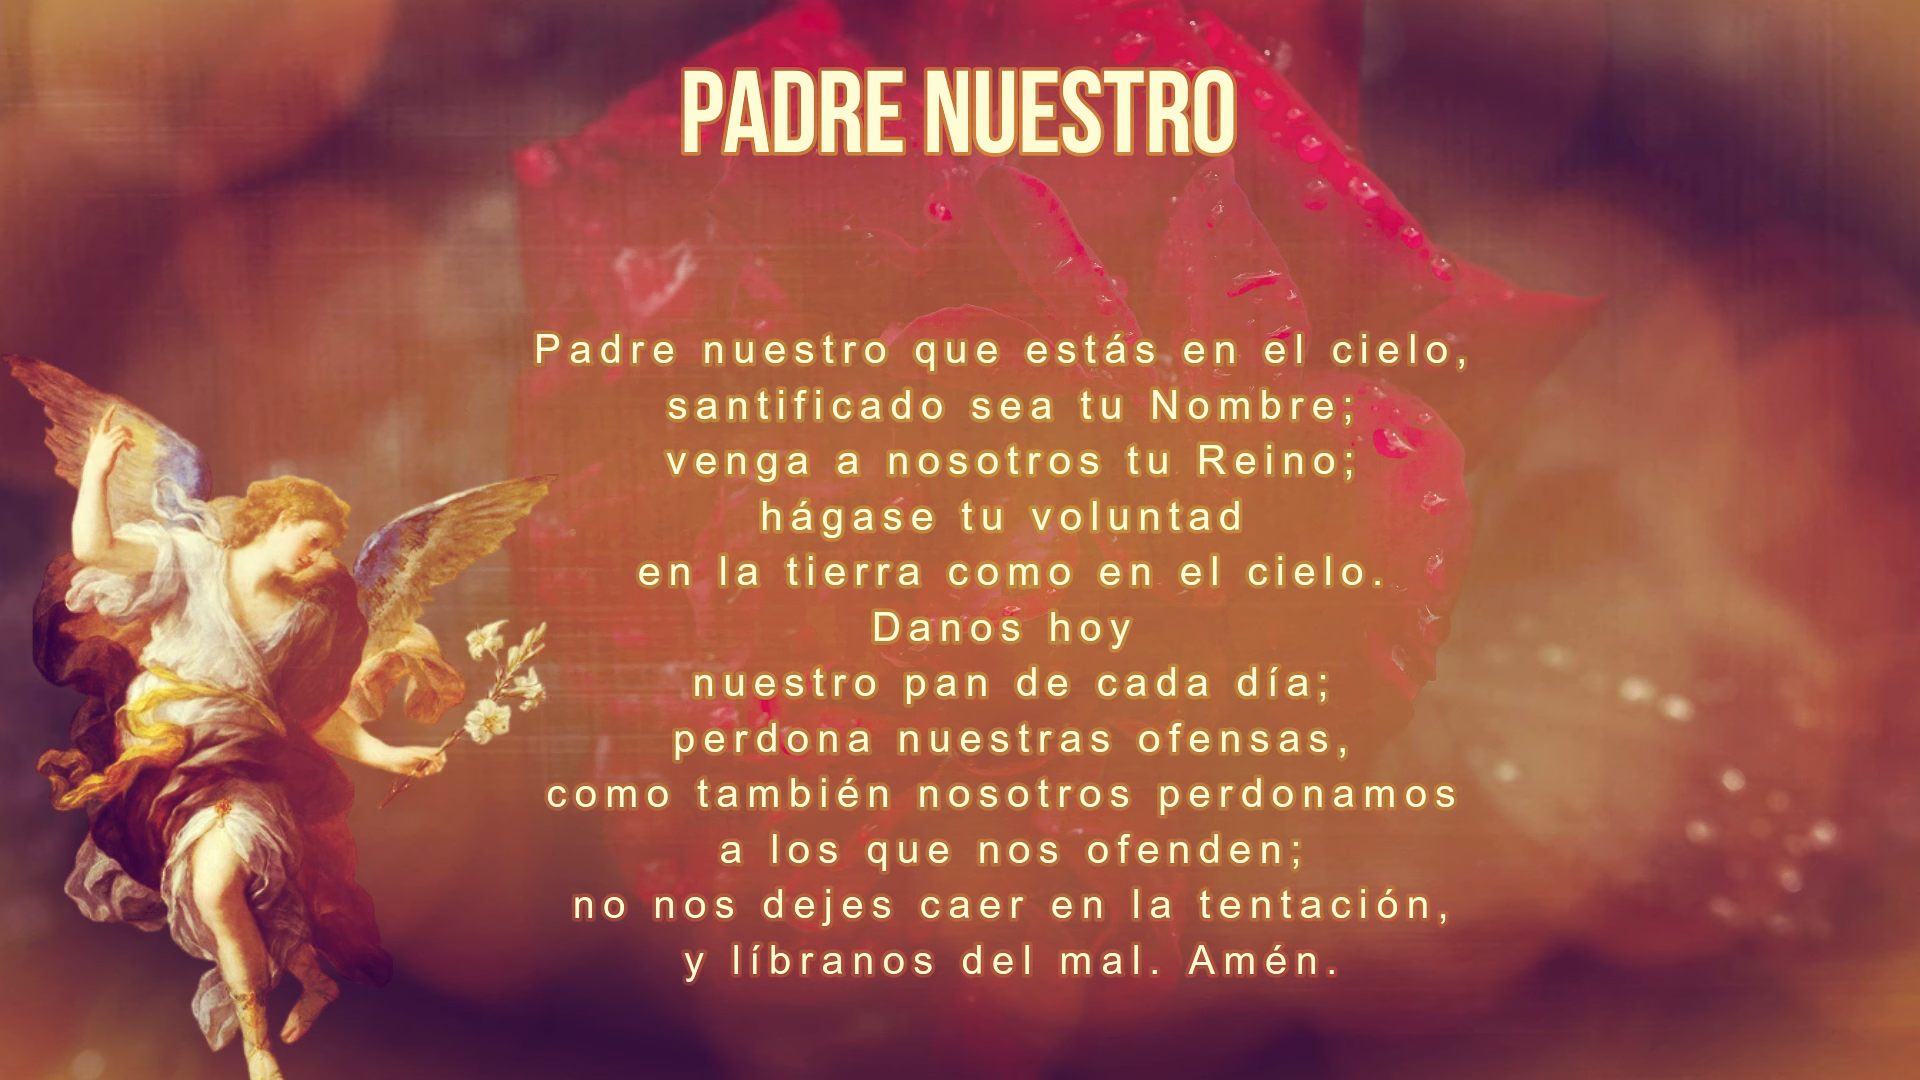 PADRE NUESTRO
Padre nuestro que estás en el cielo,
santificado sea tu Nombre;
venga a nosotros tu Reino;
hágase tu voluntad
en la tierra como en el cielo.
Danos hoy
nuestro pan de cada día;
perdona nuestras ofensas,
como también nosotros perdonamos
a los que nos ofenden;
no nos dejes caer en la tentación,
y líbranos del mal. Amén.